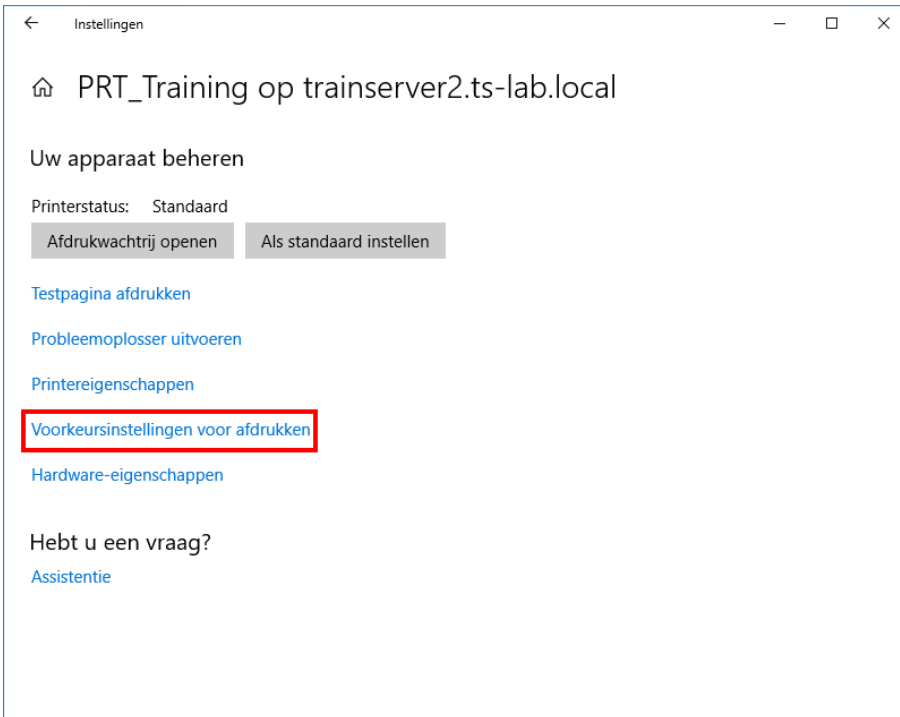 Instellingen
PRT_Training op trainserver2.ts-lab.local
Uw apparaat beheren
Printerstatus: Standaard
Afdrukwachtrij openen Als standaard instellen
Testpagina afdrukken
Probleemoplosser uitvoeren
Printereigenschappen
Voorkeursinstellingen voor afdrukken
Hardware-eigenschappen
Hebt u een vraag?
Assistentie